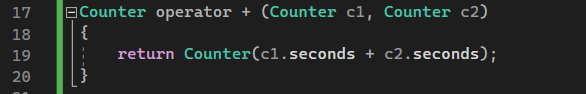 17 Counter operator + (Counter c1, Counter c2)
18 {
19 return Counter(c1.seconds + c2.seconds);
20 }